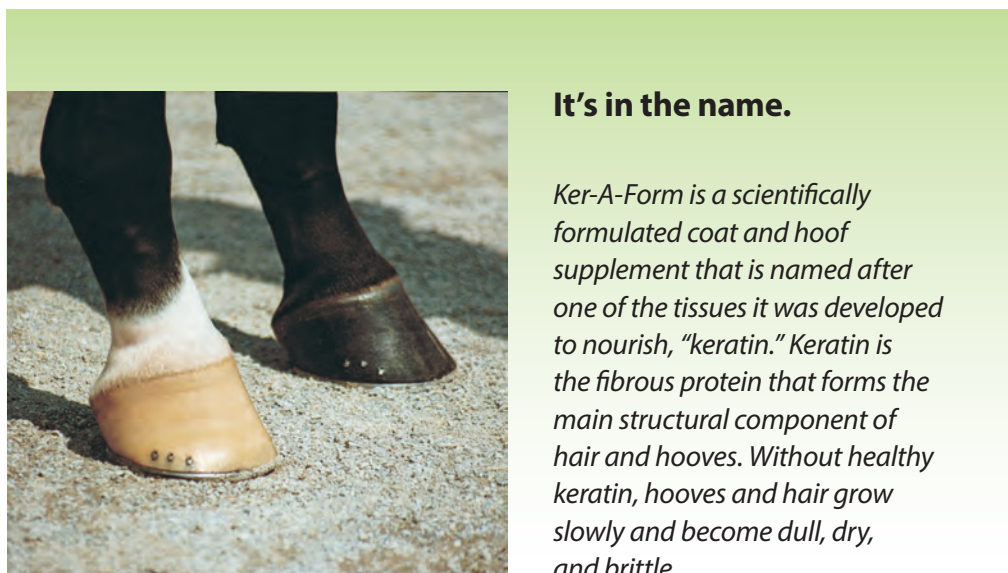 It’s in the name.
Ker-A-Form is a scientifically
formulated coat and hoof
supplement that is named after
one of the tissues it was developed
to nourish, “keratin.” Keratin is
the fibrous protein that forms the
main structural component of
hair and hooves. Without healthy
keratin, hooves and hair grow
slowly and become dull, dry,
and brittle